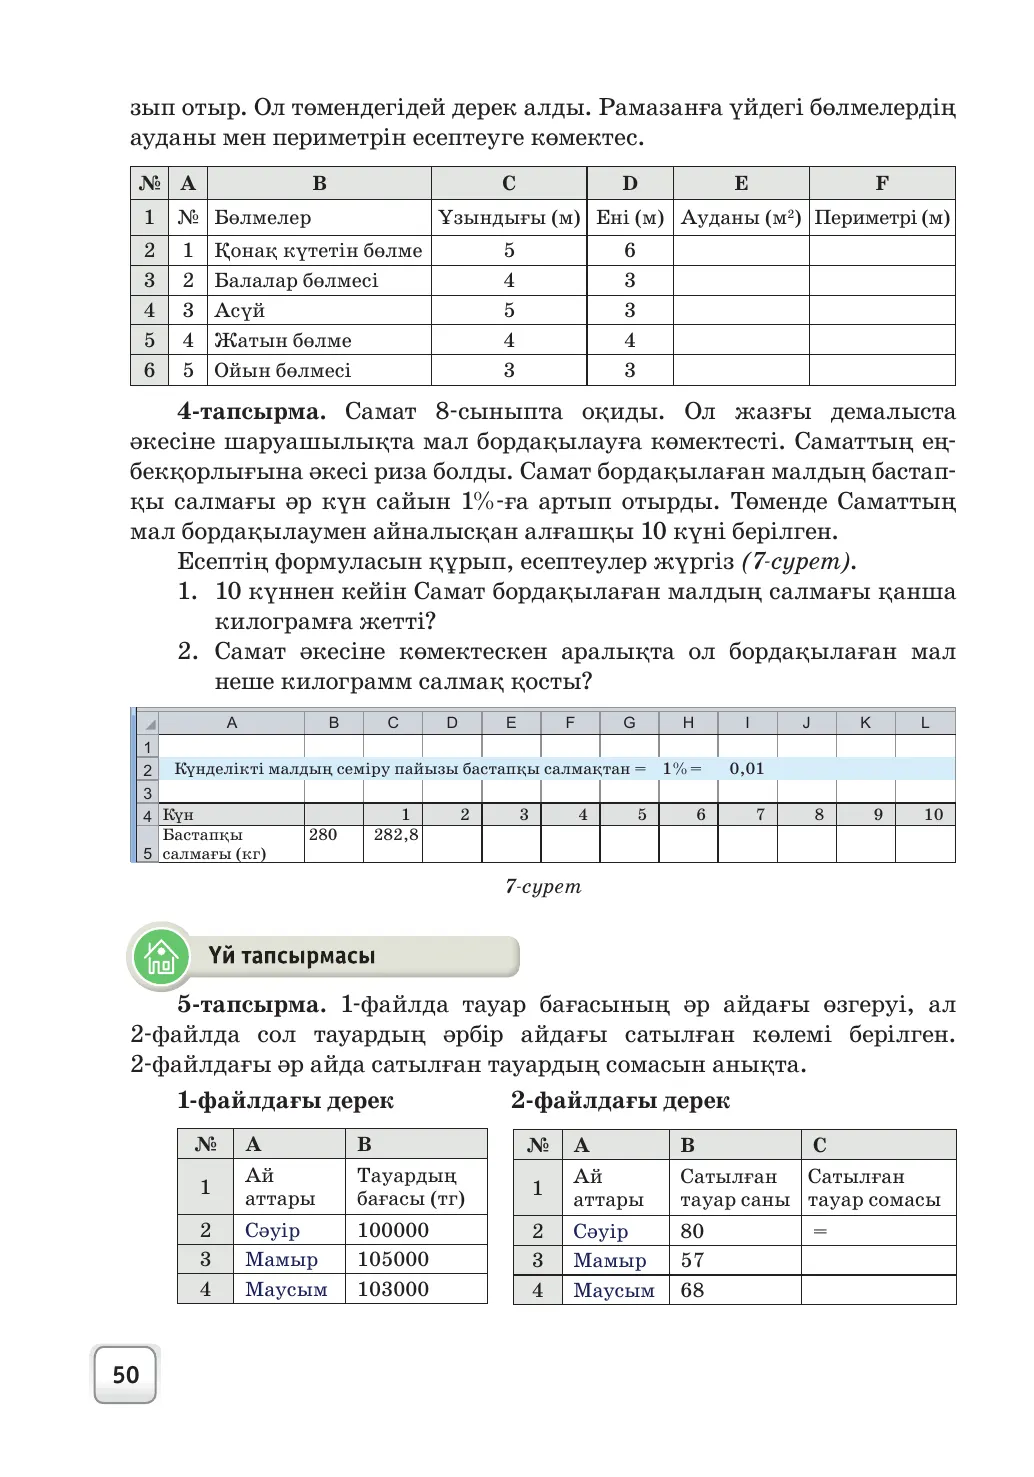 зып отыр. Ол төмендегідей дерек алды. Рамазанға үйдегі бөлмелердің
ауданы мен периметрін есептеуге көмектес.
№ A B C D E F
1 № Бөлмелер Ұзындығы (м) Ені (м) Ауданы (м²) Периметрі (м)
2 1 Қонақ күтетін бөлме 5 6
3 2 Балалар бөлмесі 4 3
4 3 Асүй 5 3
5 4 Жатын бөлме 4 4
6 5 Ойын бөлмесі 3 3
4-тапсырма. Самат 8-сыныпта оқиды. Ол жазғы демалыста
әкесіне шаруашылықта мал бордақылауға көмектесті. Саматтың ең-
бекқорлығына әкесі риза болды. Самат бордақылаған малдың бастап-
қы салмағы әр күн сайын 1%-ға артып отырды. Төменде Саматтың
мал бордақылаумен айналысқан алғашқы 10 күні берілген.
Есептің формуласын құрып, есептеулер жүргіз (7-сурет).
1. 10 күннен кейін Самат бордақылаған малдың салмағы қанша
килограмға жетті?
2. Самат әкесіне көмектескен аралықта ол бордақылаған мал
неше килограмм салмақ қосты?
A B C D E F G H I J K L
1
2 Күнделікті малдың семіру пайызы бастапқы салмақтан = 1% = 0,01
3
4 Күн 1 2 3 4 5 6 7 8 9 10
Бастапқы 280 282,8
5 салмағы (кг)
7-сурет
Үй тапсырмасы
5-тапсырма. 1-файлда тауар бағасының әр айдағы өзгеруі, ал
2-файлда сол тауардың әрбір айдағы сатылған көлемі берілген.
2-файлдағы әр айда сатылған тауардың сомасын анықта.
1-файлдағы дерек
№ A B
1 Ай Тауардың
аттары бағасы (тг)
2 Сәуір 100000
3 Мамыр 105000
4 Маусым 103000
2-файлдағы дерек
№ A B C
1 Ай Сатылған Сатылған
аттары тауар саны тауар сомасы
2 Сәуір 80 =
3 Мамыр 57
4 Маусым 68
50